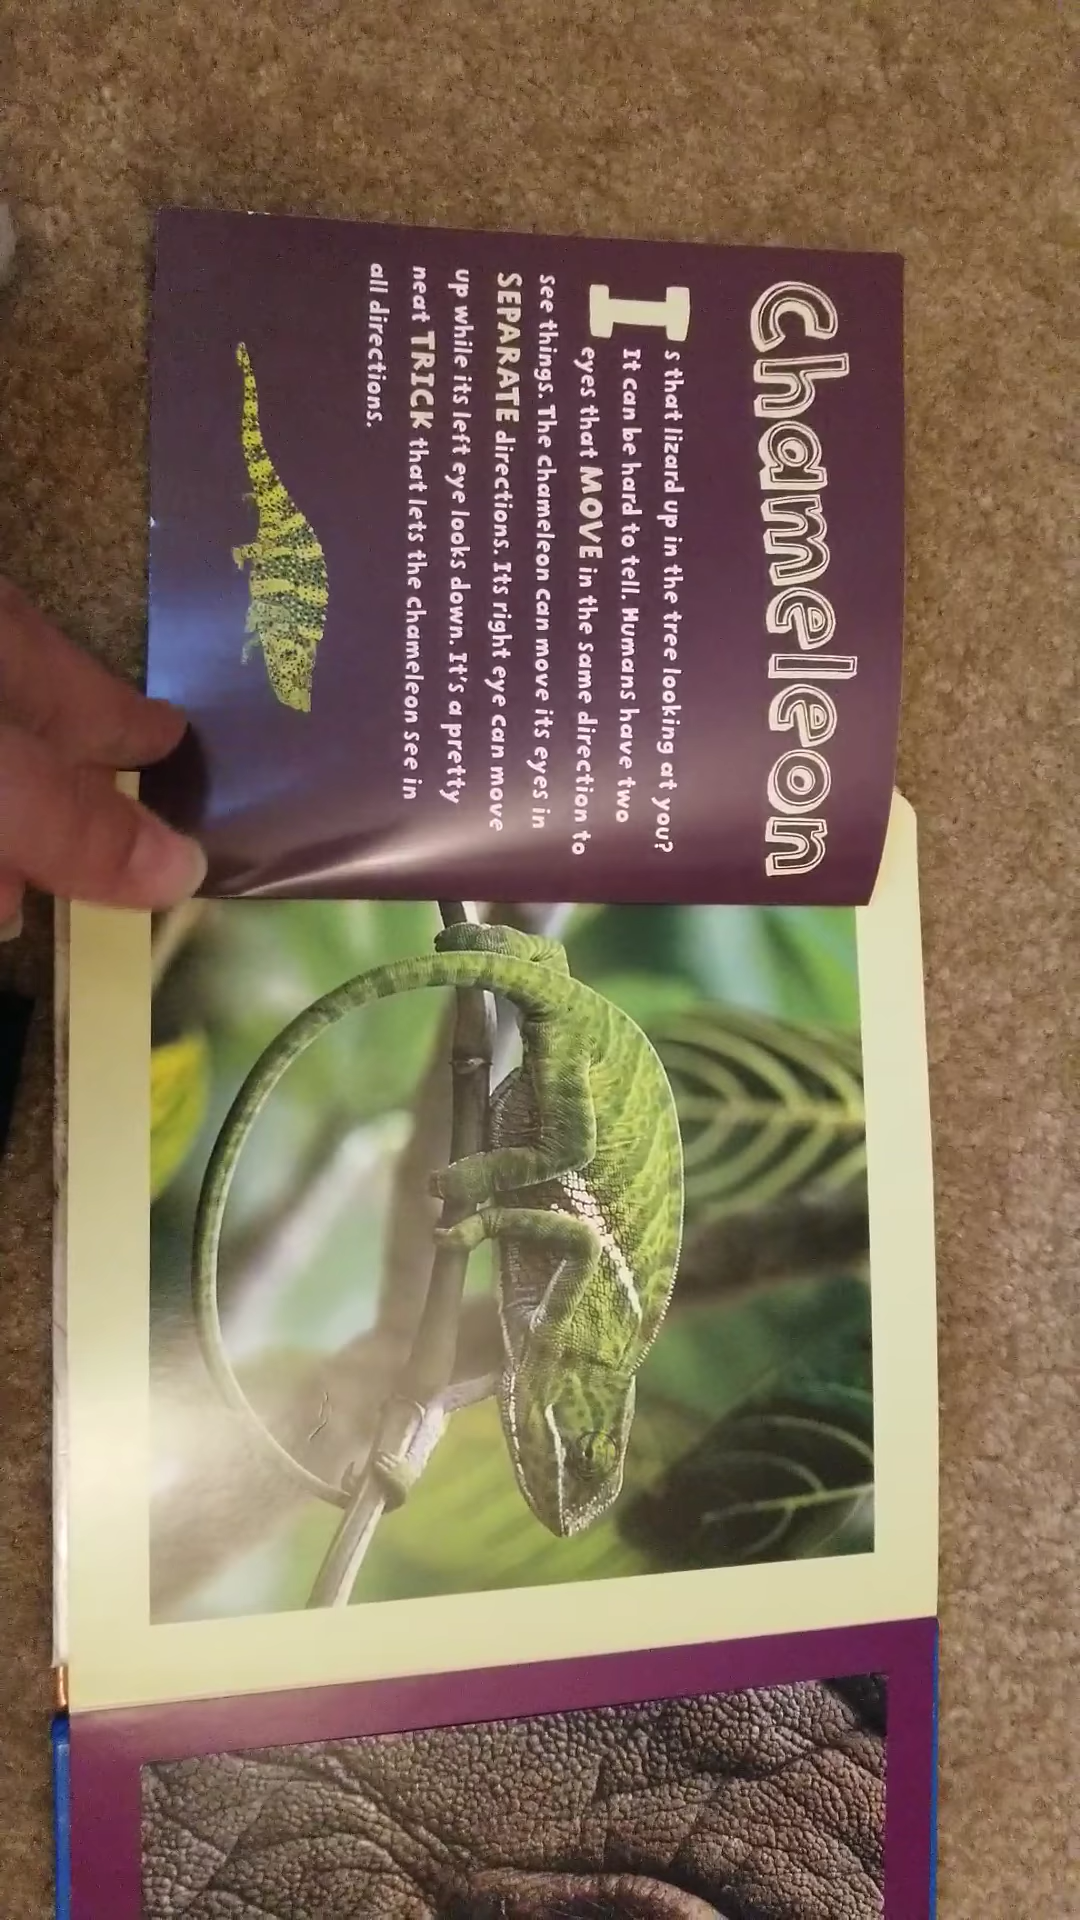 Chameleon
Is that lizard up in the tree looking at you?
It can be hard to tell. Humans have two
eyes that MOVE in the same direction to
see things. The chameleon can move its eyes in
SEPARATE directions. Its right eye can move
up while its left eye looks down. It's a pretty
neat TRICK that lets the chameleon see in
all directions.